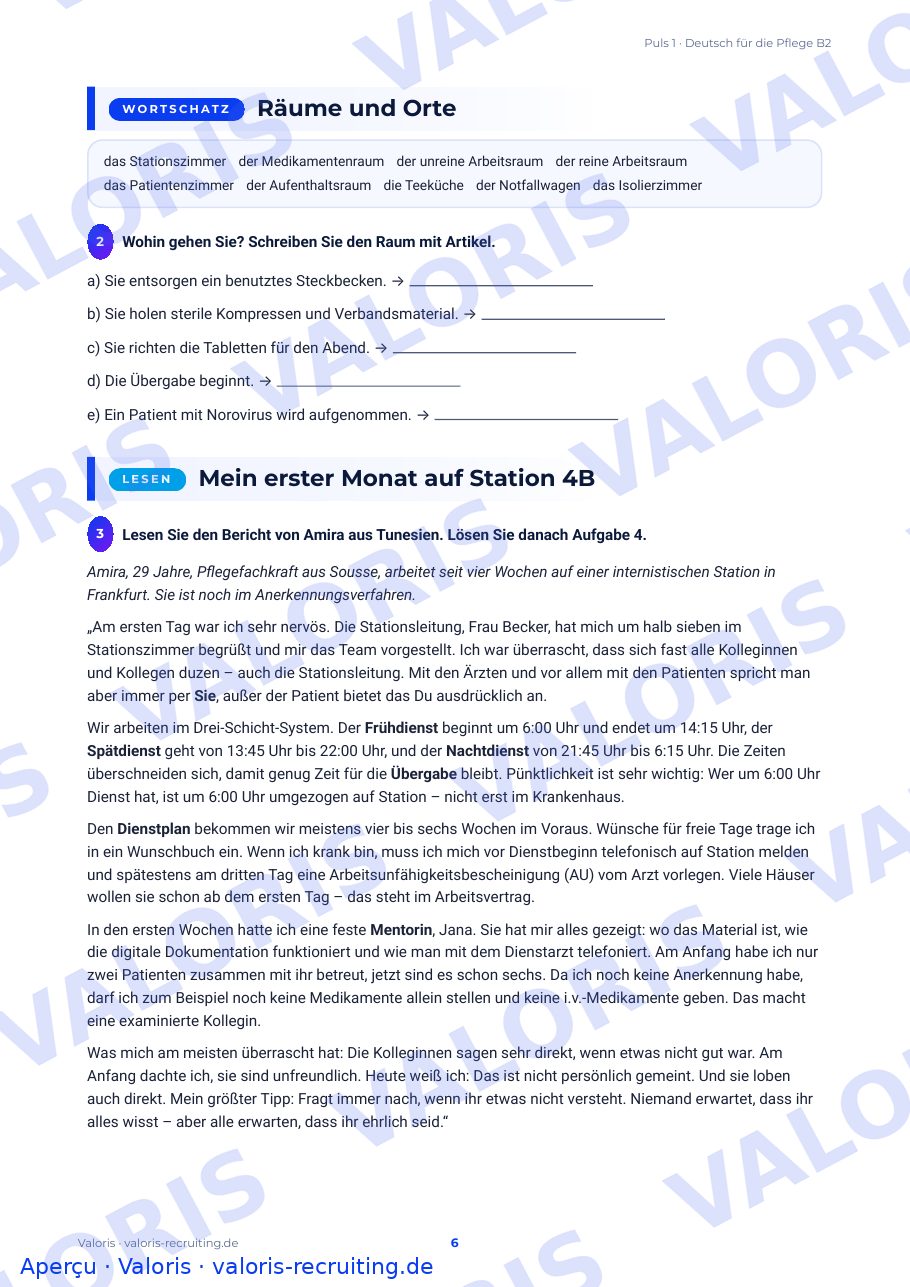 Puls 1 · Deutsch für die Pflege B2
WORTSCHATZ Räume und Orte
das Stationszimmer der Medikamentenraum der unreine Arbeitsraum der reine Arbeitsraum
das Patientenzimmer der Aufenthaltsraum die Teeküche der Notfallwagen das Isolierzimmer
2 Wohin gehen Sie? Schreiben Sie den Raum mit Artikel.
a) Sie entsorgen ein benutztes Steckbecken. →
b) Sie holen sterile Kompressen und Verbandsmaterial. →
c) Sie richten die Tabletten für den Abend. →
d) Die Übergabe beginnt. →
e) Ein Patient mit Norovirus wird aufgenommen. →
LESEN Mein erster Monat auf Station 4B
3 Lesen Sie den Bericht von Amira aus Tunesien. Lösen Sie danach Aufgabe 4.
Amira, 29 Jahre, Pflegefachkraft aus Sousse, arbeitet seit vier Wochen auf einer internistischen Station in
Frankfurt. Sie ist noch im Anerkennungsverfahren.
„Am ersten Tag war ich sehr nervös. Die Stationsleitung, Frau Becker, hat mich um halb sieben im
Stationszimmer begrüßt und mir das Team vorgestellt. Ich war überrascht, dass sich fast alle Kolleginnen
und Kollegen duzen – auch die Stationsleitung. Mit den Ärzten und vor allem mit den Patienten spricht man
aber immer per Sie, außer der Patient bietet das Du ausdrücklich an.
Wir arbeiten im Drei-Schicht-System. Der Frühdienst beginnt um 6:00 Uhr und endet um 14:15 Uhr, der
Spätdienst geht von 13:45 Uhr bis 22:00 Uhr, und der Nachtdienst von 21:45 Uhr bis 6:15 Uhr. Die Zeiten
überschneiden sich, damit genug Zeit für die Übergabe bleibt. Pünktlichkeit ist sehr wichtig: Wer um 6:00 Uhr
Dienst hat, ist um 6:00 Uhr umgezogen auf Station – nicht erst im Krankenhaus.
Den Dienstplan bekommen wir meistens vier bis sechs Wochen im Voraus. Wünsche für freie Tage trage ich
in ein Wunschbuch ein. Wenn ich krank bin, muss ich mich vor Dienstbeginn telefonisch auf Station melden
und spätestens am dritten Tag eine Arbeitsunfähigkeitsbescheinigung (AU) vom Arzt vorlegen. Viele Häuser
wollen sie schon ab dem ersten Tag – das steht im Arbeitsvertrag.
In den ersten Wochen hatte ich eine feste Mentorin, Jana. Sie hat mir alles gezeigt: wo das Material ist, wie
die digitale Dokumentation funktioniert und wie man mit dem Dienstarzt telefoniert. Am Anfang habe ich nur
zwei Patienten zusammen mit ihr betreut, jetzt sind es schon sechs. Da ich noch keine Anerkennung habe,
darf ich zum Beispiel noch keine Medikamente allein stellen und keine i.v.-Medikamente geben. Das macht
eine examinierte Kollegin.
Was mich am meisten überrascht hat: Die Kolleginnen sagen sehr direkt, wenn etwas nicht gut war. Am
Anfang dachte ich, sie sind unfreundlich. Heute weiß ich: Das ist nicht persönlich gemeint. Und sie loben
auch direkt. Mein größter Tipp: Fragt immer nach, wenn ihr etwas nicht versteht. Niemand erwartet, dass ihr
alles wisst – aber alle erwarten, dass ihr ehrlich seid.“
Valoris · valoris-recruiting.de 6
Aperçu · Valoris · valoris-recruiting.de
VALORIS